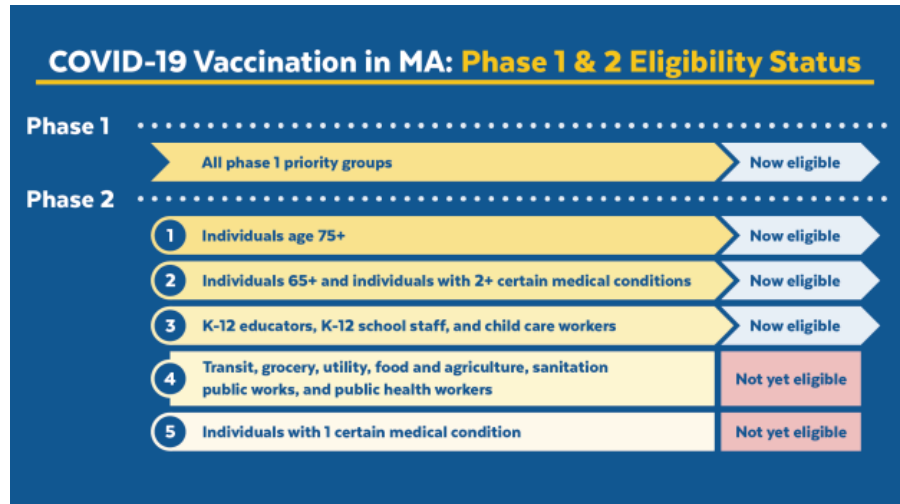 COVID-19 Vaccination in MA: Phase 1 & 2 Eligibility Status
Phase 1
All phase 1 priority groups
Now eligible
Phase 2
1
Individuals age 75+
Now eligible
2
Individuals 65+ and individuals with 2+ certain medical conditions
Now eligible
3
K-12 educators, K-12 school staff, and child care workers
Now eligible
4
Transit, grocery, utility, food and agriculture, sanitation
public works, and public health workers
Not yet eligible
5
Individuals with 1 certain medical condition
Not yet eligible